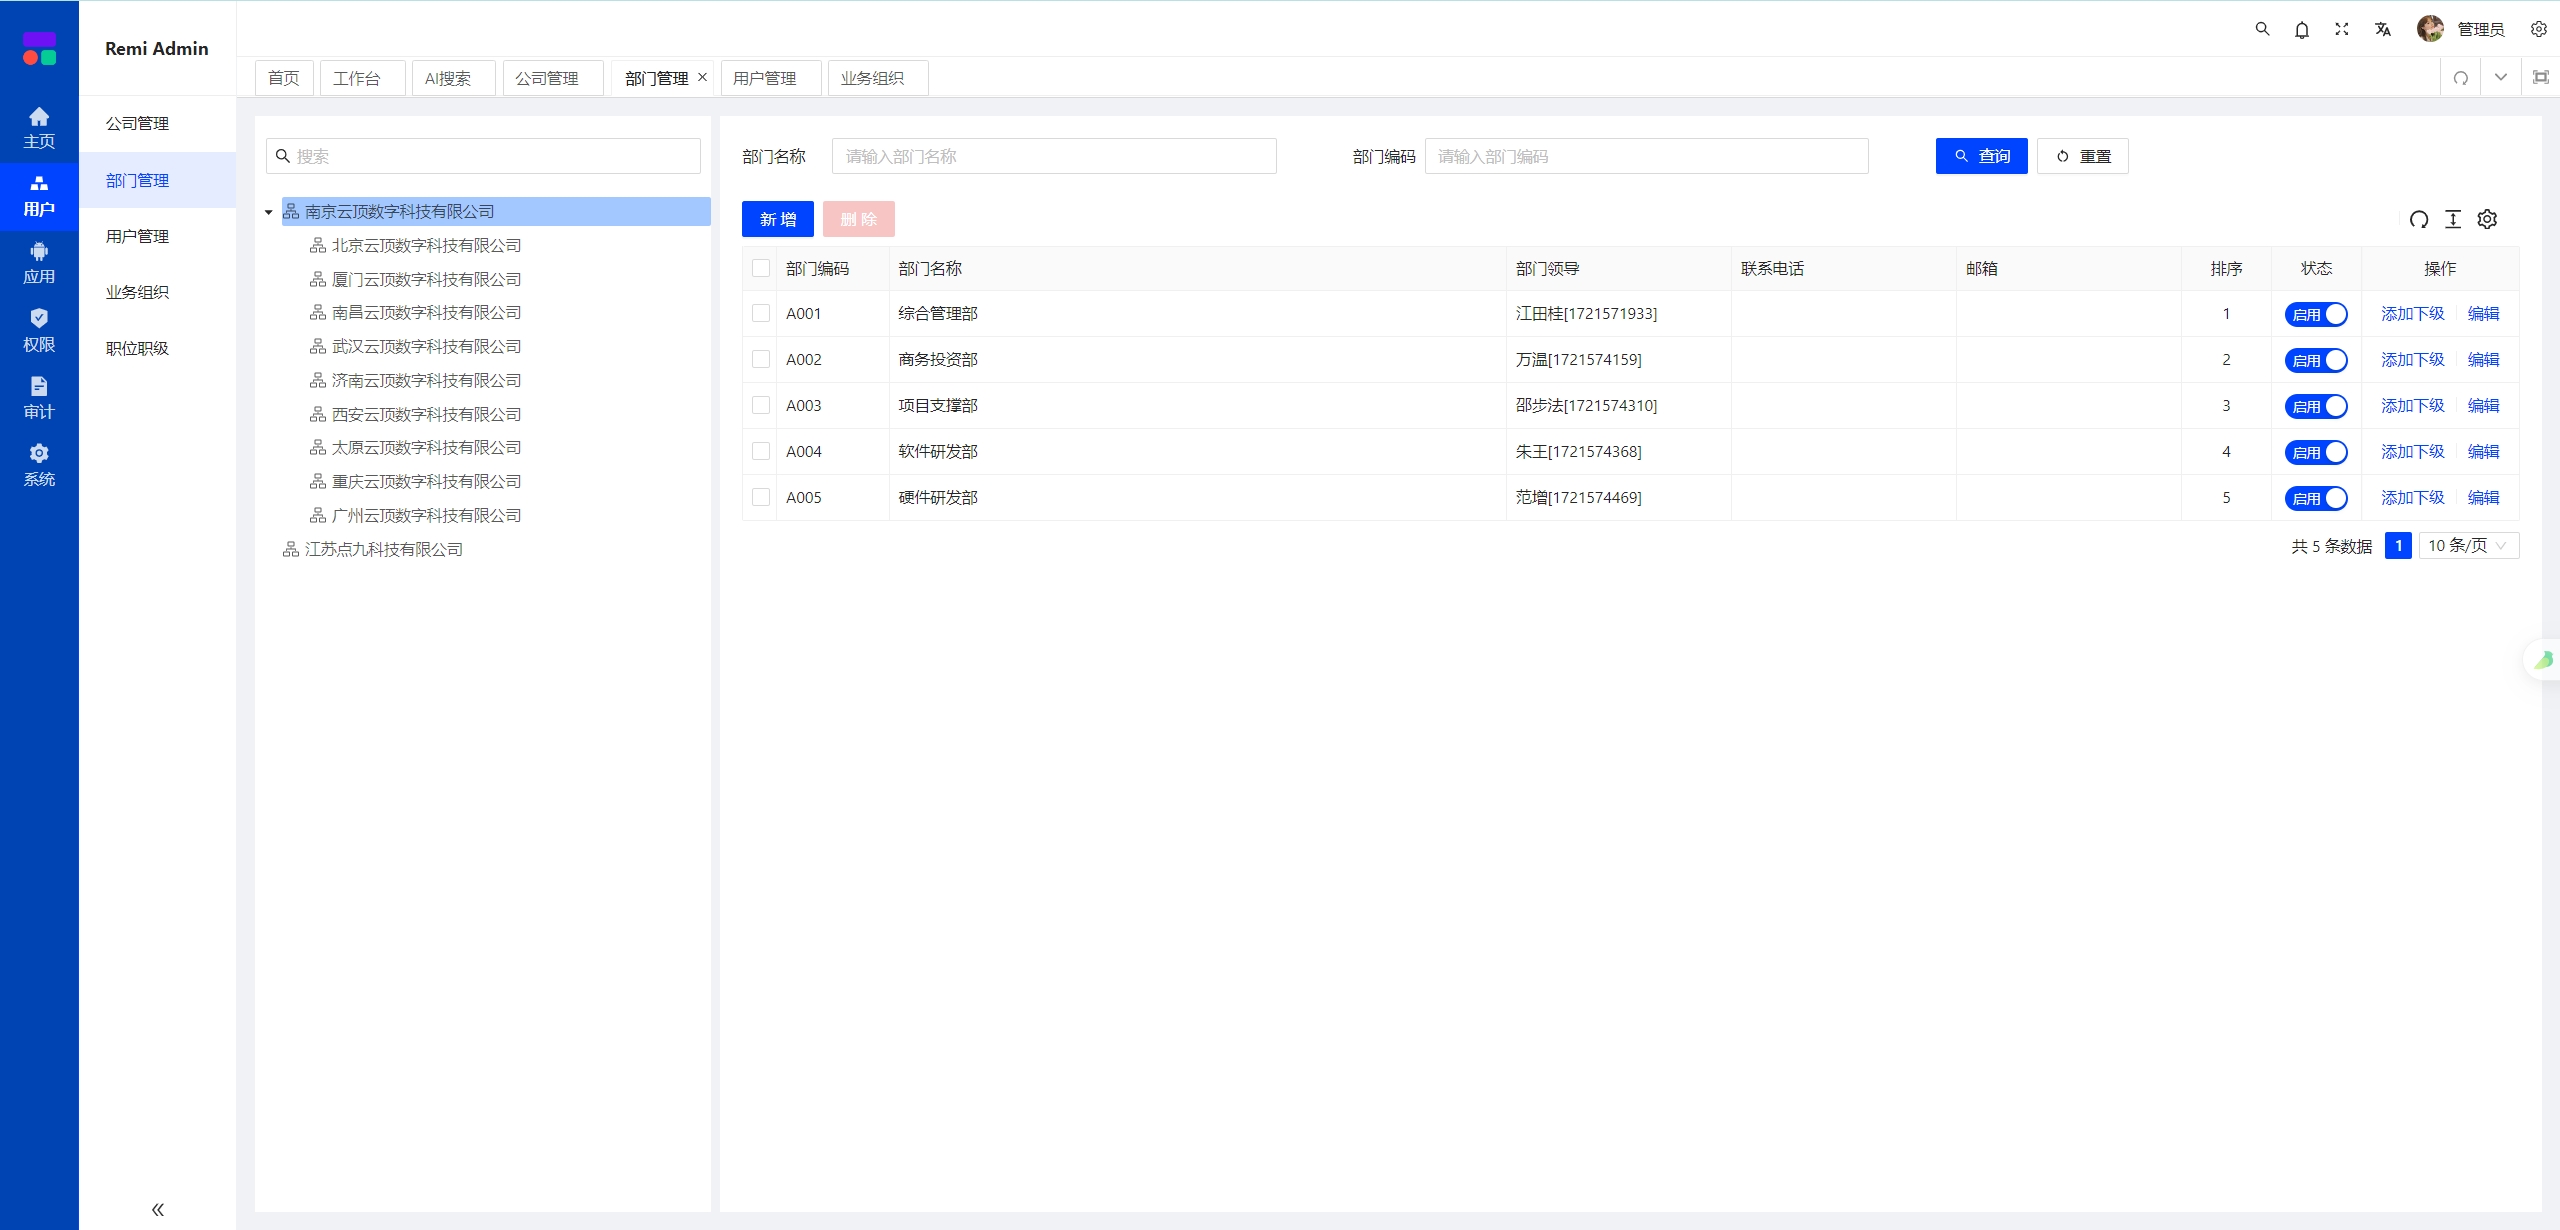 管理员
Remi Admin
首页 工作台 AI搜索 公司管理 部门管理 用户管理 业务组织
主页
用户
应用
权限
审计
系统
公司管理
部门管理
用户管理
业务组织
职位职级
搜索
南京云顶数字科技有限公司
北京云顶数字科技有限公司
厦门云顶数字科技有限公司
南昌云顶数字科技有限公司
武汉云顶数字科技有限公司
济南云顶数字科技有限公司
西安云顶数字科技有限公司
太原云顶数字科技有限公司
重庆云顶数字科技有限公司
广州云顶数字科技有限公司
江苏点九科技有限公司
部门名称 请输入部门名称 部门编码 请输入部门编码 查询 重置
新 增 删 除
部门编码 部门名称 部门领导 联系电话 邮箱 排序 状态 操作
A001 综合管理部 江田桂[1721571933] 1 启用 添加下级 编辑
A002 商务投资部 万温[1721574159] 2 启用 添加下级 编辑
A003 项目支撑部 邵步法[1721574310] 3 启用 添加下级 编辑
A004 软件研发部 朱王[1721574368] 4 启用 添加下级 编辑
A005 硬件研发部 范增[1721574469] 5 启用 添加下级 编辑
共 5 条数据 1 10 条/页